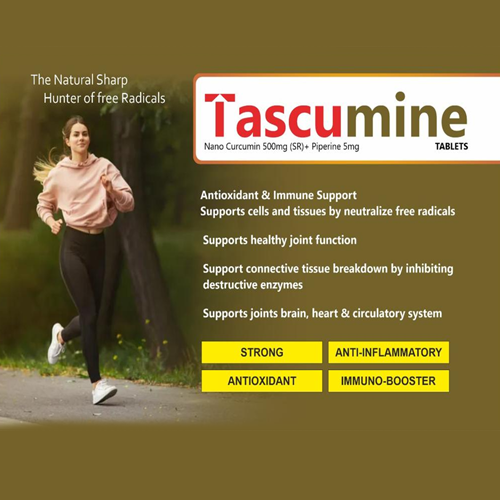 The Natural Sharp
Hunter of free Radicals
Tascumine
Nano Curcumin 500mg (SR)+ Piperine 5mg
TABLETS
Antioxidant & Immune Support
Supports cells and tissues by neutralize free radicals
Supports healthy joint function
Support connective tissue breakdown by inhibiting
destructive enzymes
Supports joints brain, heart & circulatory system
STRONG
ANTI-INFLAMMATORY
ANTIOXIDANT
IMMUNO-BOOSTER